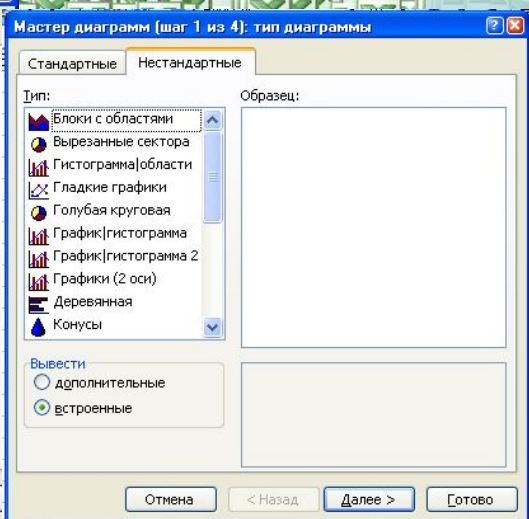 Мастер диаграмм (шаг 1 из 4): тип диаграммы
Стандартные Нестандартные
Тип: Образец:
Блоки с областями
Вырезанные сектора
Гистограмма|области
Гладкие графики
Голубая круговая
График|гистограмма
График|гистограмма 2
Графики (2 оси)
Деревянная
Конусы
Вывести
дополнительные
встроенные
Отмена < Назад Далее > Готово